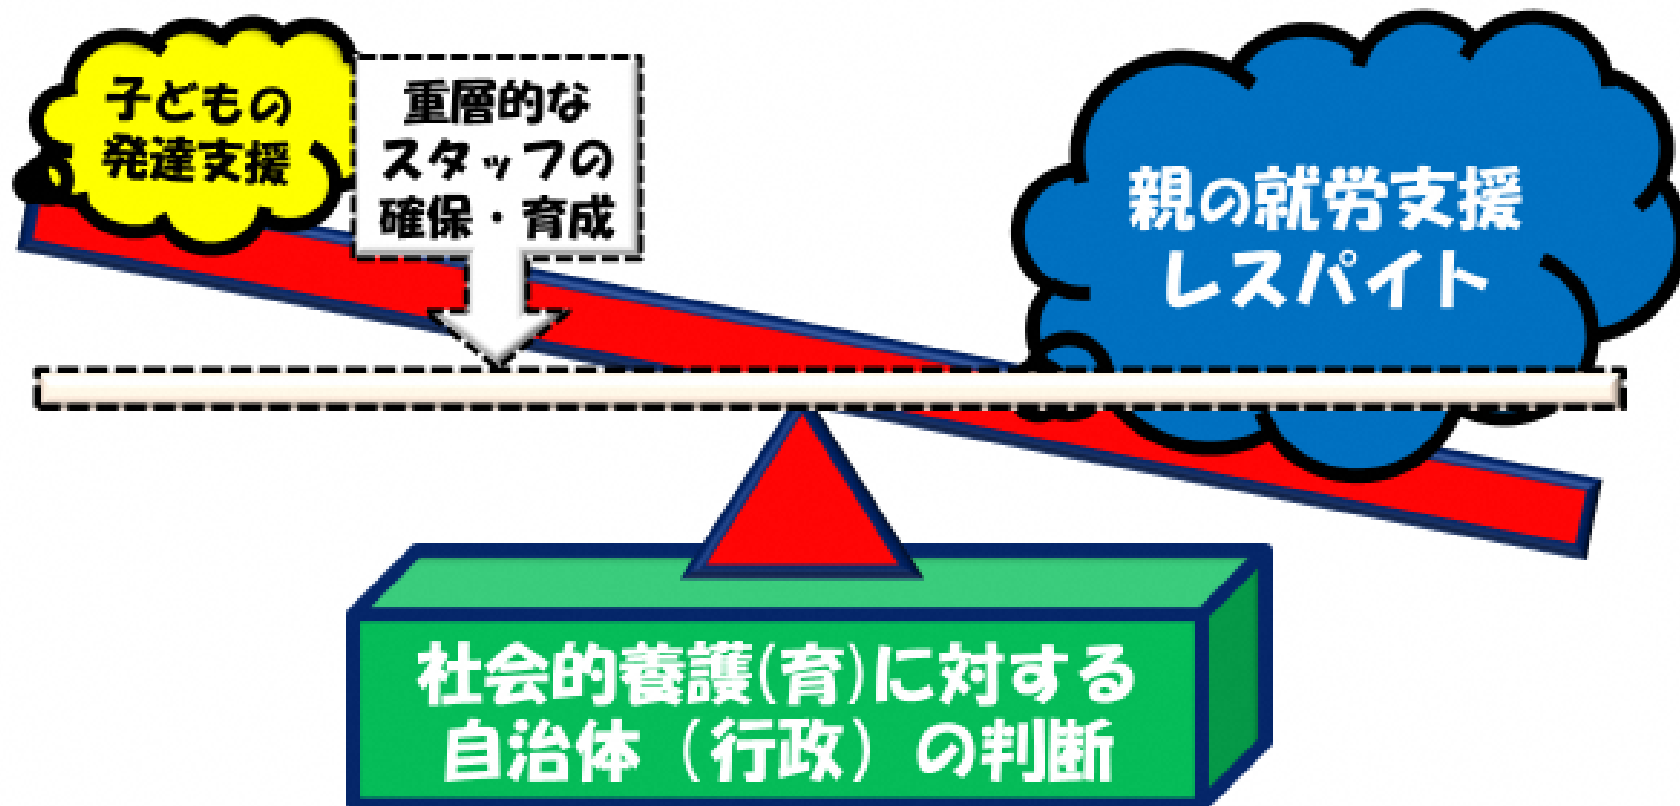 子どもの
発達支援
重層的な
スタッフの
確保・育成
親の就労支援
レスパイト
社会的養護(育)に対する
自治体（行政）の判断